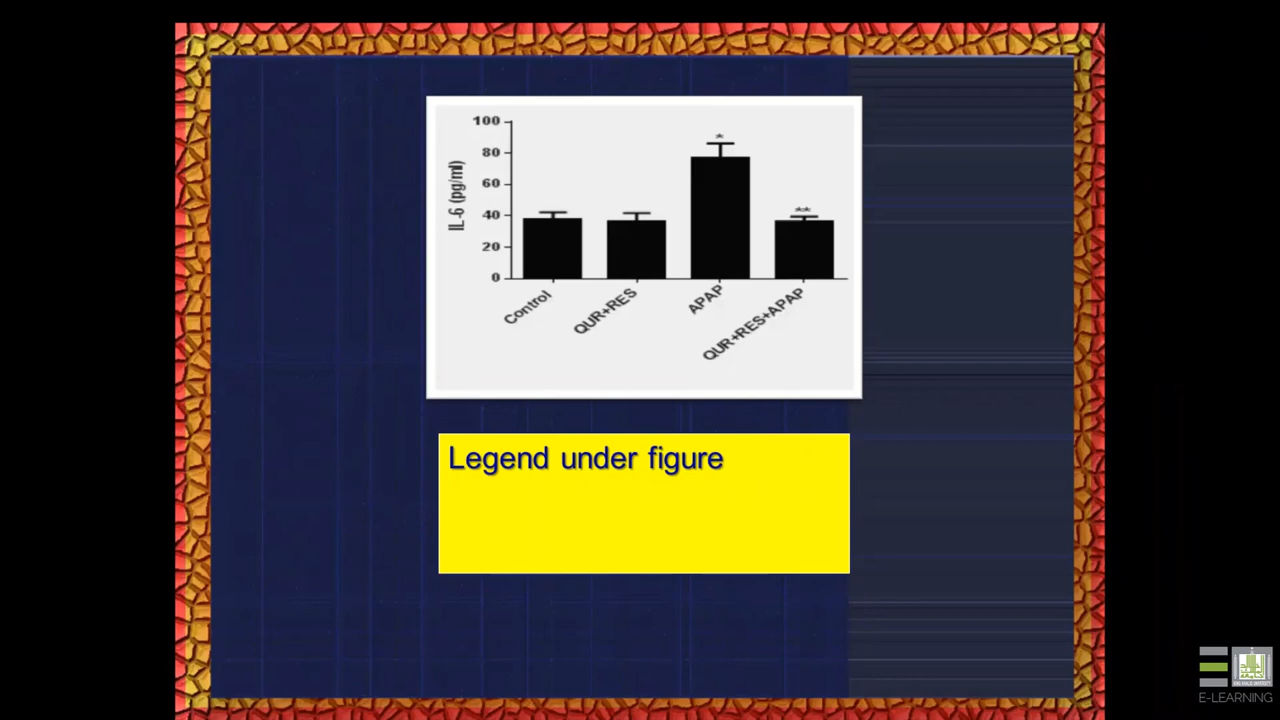 100
80
60
40
20
0
IL-6 (pg/ml)
*
**
Control
QUR+RES
APAP
QUR+RES+APAP
Legend under figure
E-LEARNING